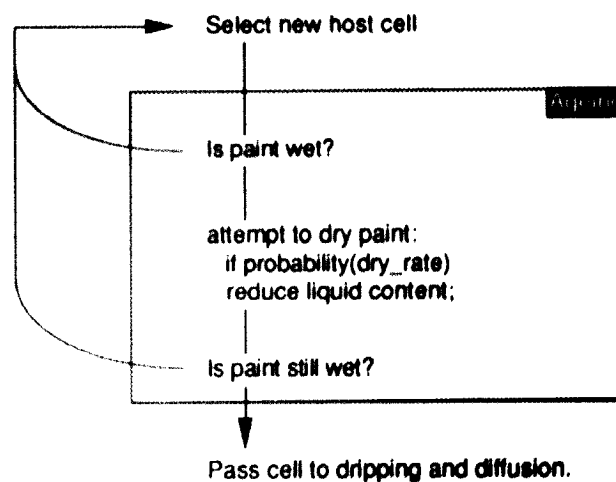 Select new host cell
Is paint wet?
attempt to dry paint:
if probability(dry_rate)
reduce liquid content;
Is paint still wet?
Pass cell to dripping and diffusion.